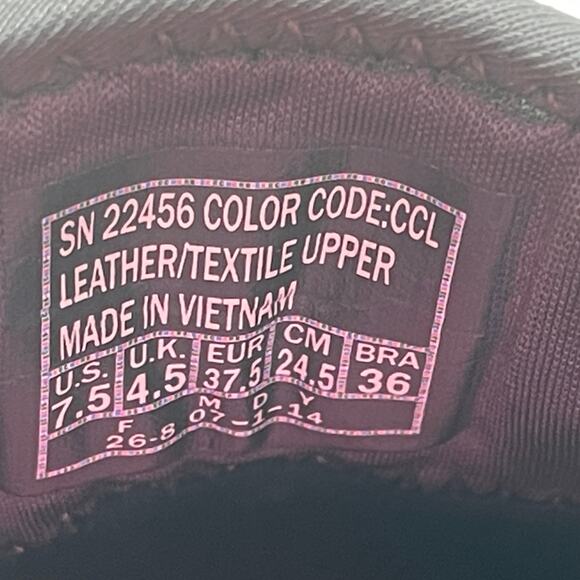 SN 22456 COLOR CODE:CCL
LEATHER/TEXTILE UPPER
MADE IN VIETNAM
U.S. U.K. EUR CM BRA
7.5 4.5 37.5 24.5 36
F M D Y
26-8 07-1-14